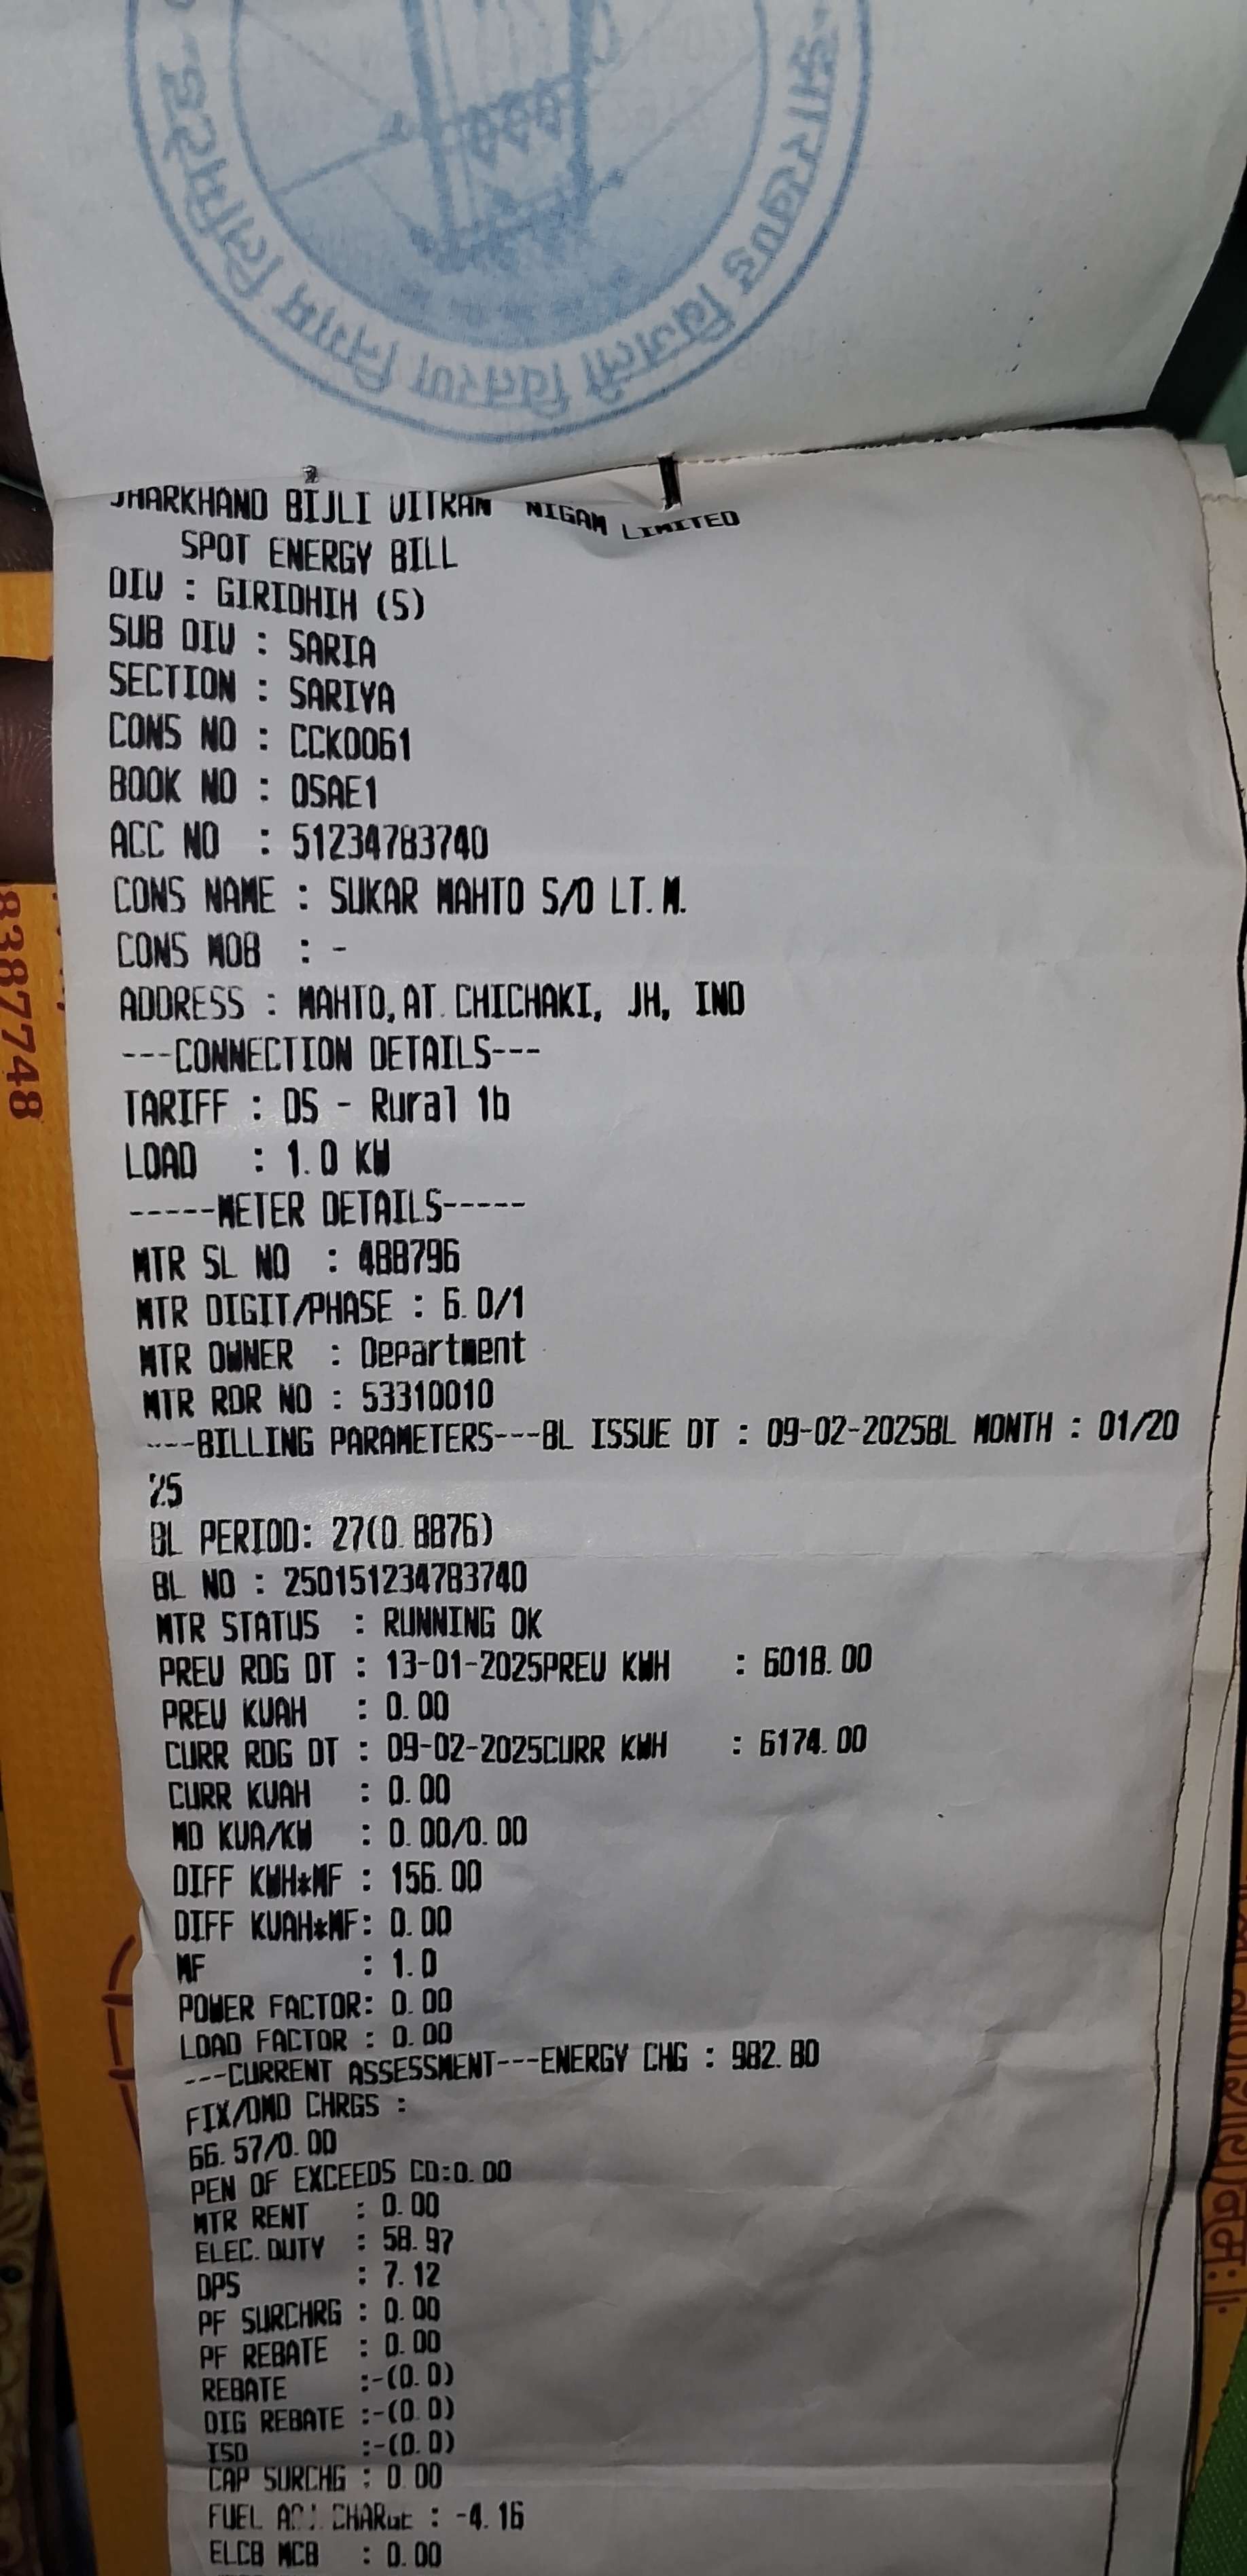 झारखण्ड बिजली वितरण निगम लिमिटेड
JHARKHAND BIJLI VITRAN NIGAM LIMITED
SPOT ENERGY BILL
DIV : GIRIDHIH (5)
SUB DIV : SARIA
SECTION : SARIYA
CONS NO : CCK0061
BOOK NO : OSAE1
ACC NO : 51234783740
CONS NAME : SUKAR MAHTO S/O LT.M.
CONS MOB : -
ADDRESS : MAHTO,AT.CHICHAKI, JH, IND
---CONNECTION DETAILS---
TARIFF : DS - Rural 1b
LOAD : 1.0 KW
-----METER DETAILS-----
MTR SL NO : 488796
MTR DIGIT/PHASE : 6.0/1
MTR OWNER : Department
MTR RDR NO : 53310010
---BILLING PARAMETERS---BL ISSUE DT : 09-02-2025BL MONTH : 01/20
25
BL PERIOD: 27(0.8876)
BL NO : 250151234783740
MTR STATUS : RUNNING OK
PREV RDG DT : 13-01-2025PREV KWH : 6018.00
PREV KVAH : 0.00
CURR RDG DT : 09-02-2025CURR KWH : 6174.00
CURR KVAH : 0.00
MD KVA/KW : 0.00/0.00
DIFF KWH*MF : 156.00
DIFF KVAH*MF: 0.00
MF : 1.0
POWER FACTOR: 0.00
LOAD FACTOR : 0.00
---CURRENT ASSESSMENT---ENERGY CHG : 982.80
FIX/DMD CHRGS :
66.57/0.00
PEN OF EXCEEDS CD:0.00
MTR RENT : 0.00
ELEC.DUTY : 58.97
DPS : 7.12
PF SURCHRG : 0.00
PF REBATE : 0.00
REBATE :-(0.0)
DIG REBATE :-(0.0)
ISD :-(0.0)
CAP SURCHG : 0.00
FUEL ADJ.CHARGE : -4.16
ELCB MCB : 0.00
8387748